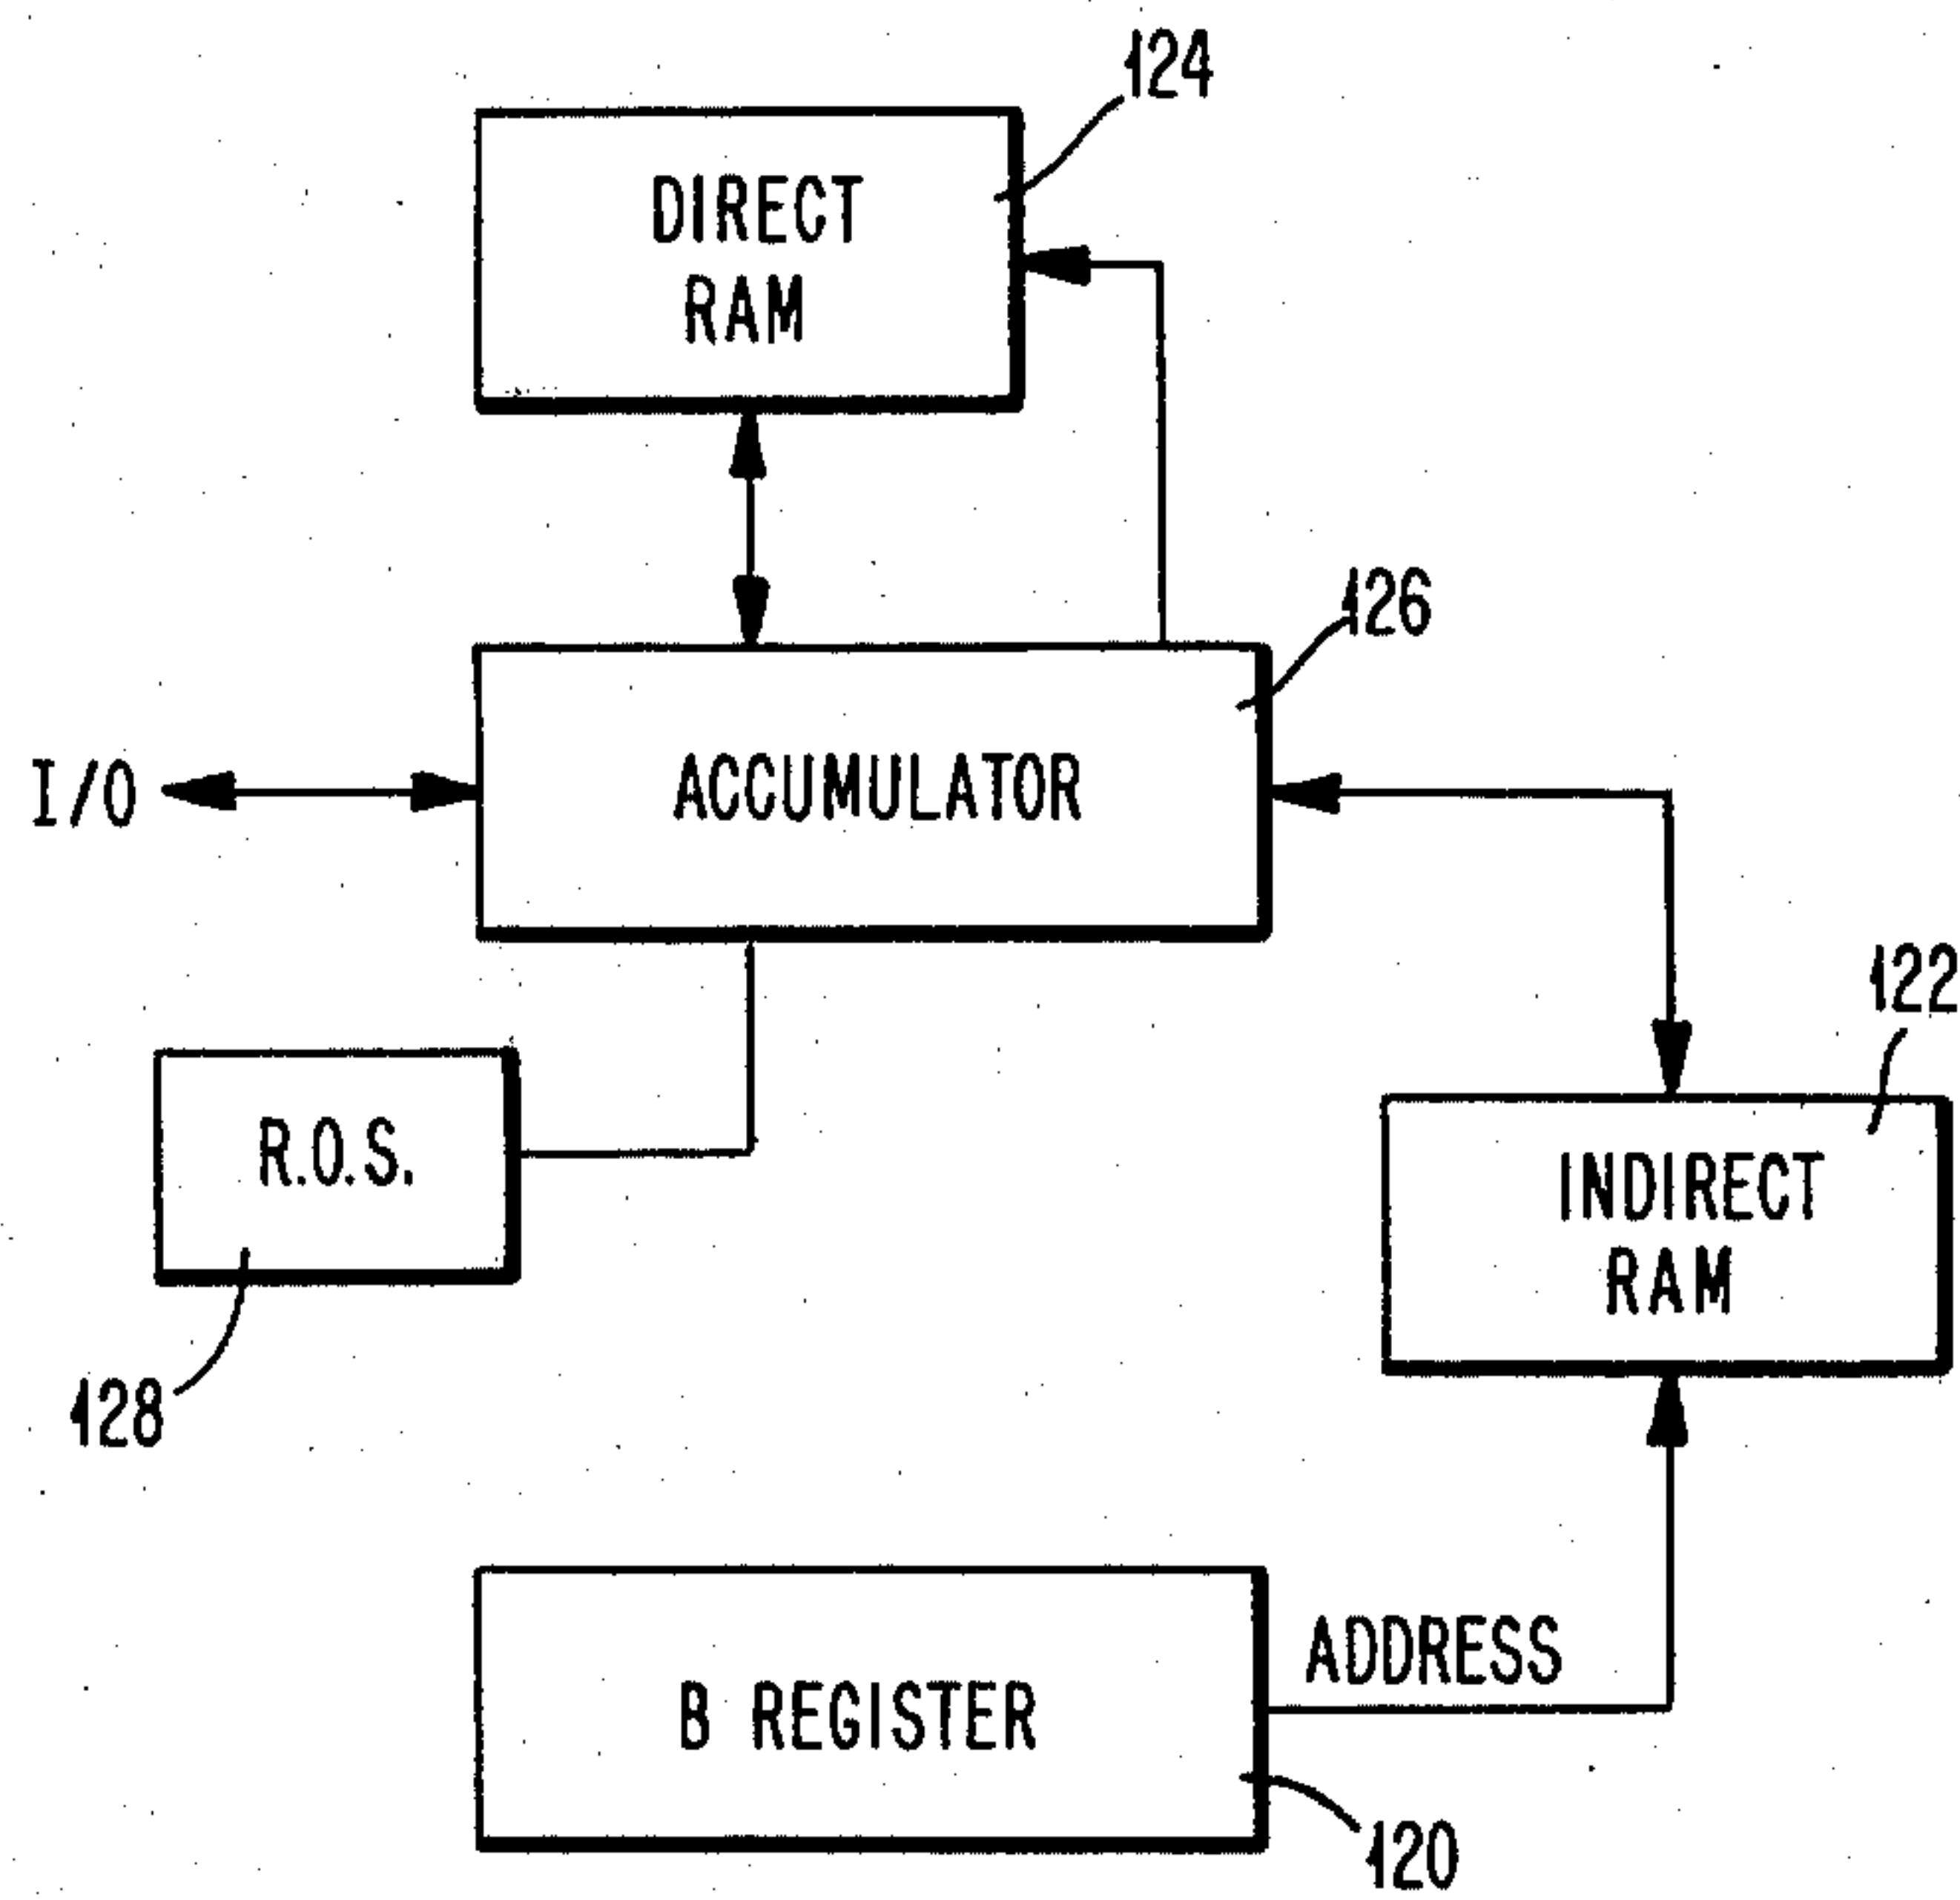 124
DIRECT
RAM
126
I/O
ACCUMULATOR
122
R.O.S.
INDIRECT
RAM
128
ADDRESS
B REGISTER
120